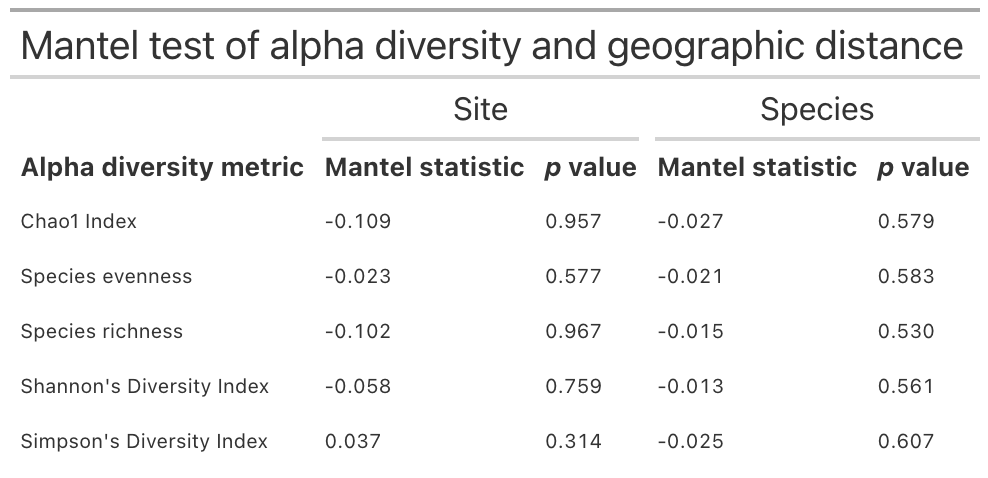 Mantel test of alpha diversity and geographic distance
Site Species
Alpha diversity metric Mantel statistic p value Mantel statistic p value
Chao1 Index -0.109 0.957 -0.027 0.579
Species evenness -0.023 0.577 -0.021 0.583
Species richness -0.102 0.967 -0.015 0.530
Shannon's Diversity Index -0.058 0.759 -0.013 0.561
Simpson's Diversity Index 0.037 0.314 -0.025 0.607